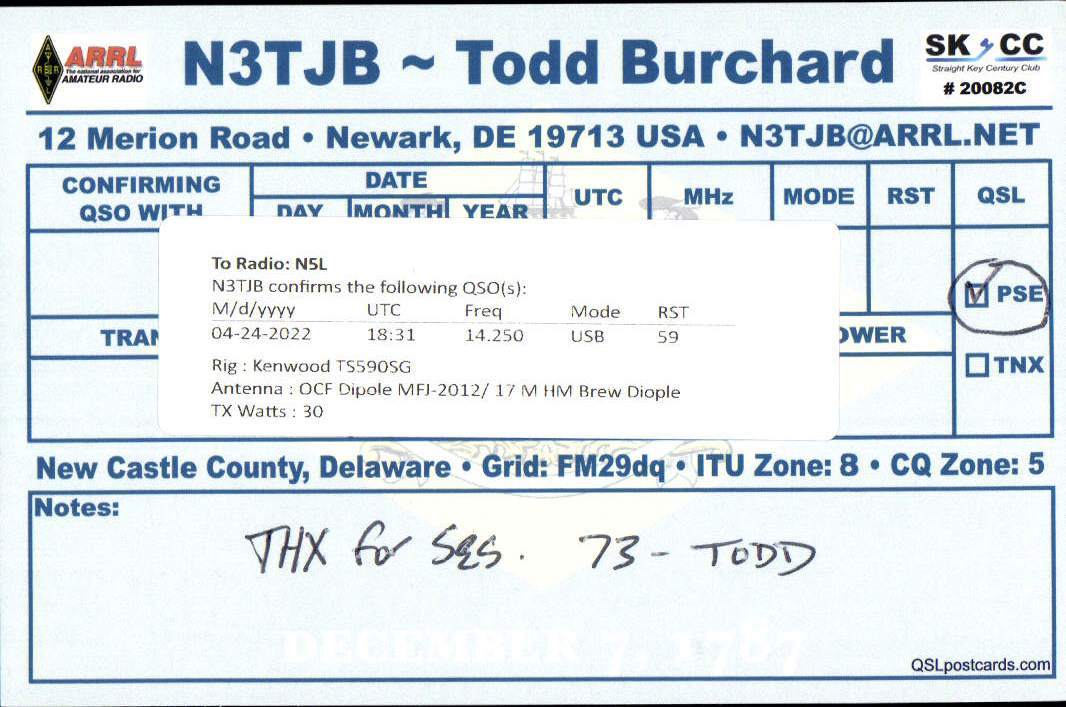 ARRL
The national association for
AMATEUR RADIO
N3TJB ~ Todd Burchard
SK CC
Straight Key Century Club
# 20082C
12 Merion Road • Newark, DE 19713 USA • N3TJB@ARRL.NET
CONFIRMING QSO WITH DATE UTC MHz MODE RST QSL
DAY MONTH YEAR
To Radio: N5L
N3TJB confirms the following QSO(s):
M/d/yyyy UTC Freq Mode RST
04-24-2022 18:31 14.250 USB 59
Rig : Kenwood TS590SG
Antenna : OCF Dipole MFJ-2012/ 17 M HM Brew Diople
TX Watts : 30
PSE
TNX
New Castle County, Delaware • Grid: FM29dq • ITU Zone: 8 • CQ Zone: 5
Notes:
THX for SES. 73 - TODD
DECEMBER 7, 1787
QSLpostcards.com